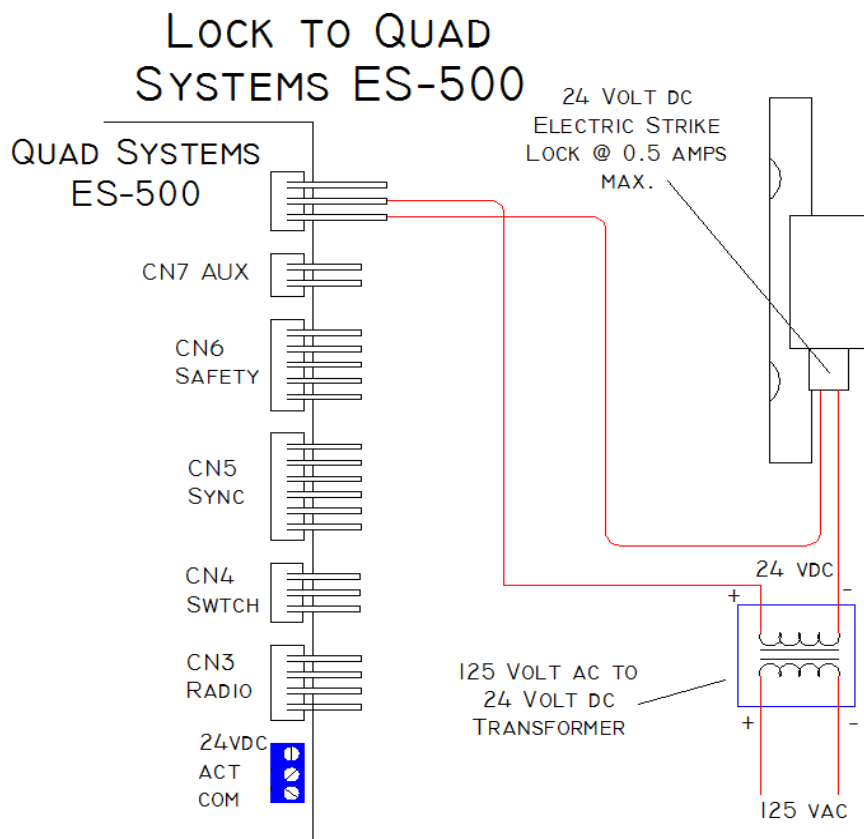 LOCK TO QUAD
SYSTEMS ES-500
24 VOLT DC
ELECTRIC STRIKE
LOCK @ 0.5 AMPS
MAX.
QUAD SYSTEMS
ES-500
CN7 AUX
CN6
SAFETY
CN5
SYNC
CN4
SWTCH
CN3
RADIO
24VDC
ACT
COM
24 VDC
+ -
125 VOLT AC TO
24 VOLT DC
TRANSFORMER
+ -
125 VAC